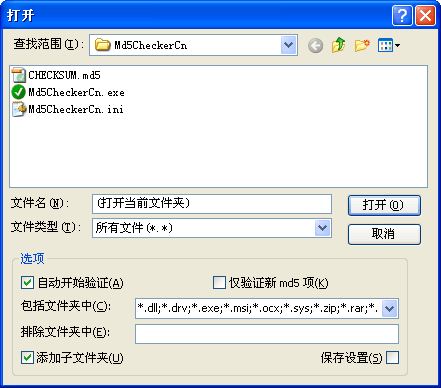 打开
查找范围(I): Md5CheckerCn
CHECKSUM.md5
Md5CheckerCn.exe
Md5CheckerCn.ini
文件名(N): (打开当前文件夹) 打开(O)
文件类型(T): 所有文件(*.*) 取消
选项
自动开始验证(A) 仅验证新 md5 项(K)
包括文件夹中(C): *.dll;*.drv;*.exe;*.msi;*.ocx;*.sys;*.zip;*.rar;*.
排除文件夹中(E):
添加子文件夹(U) 保存设置(S)